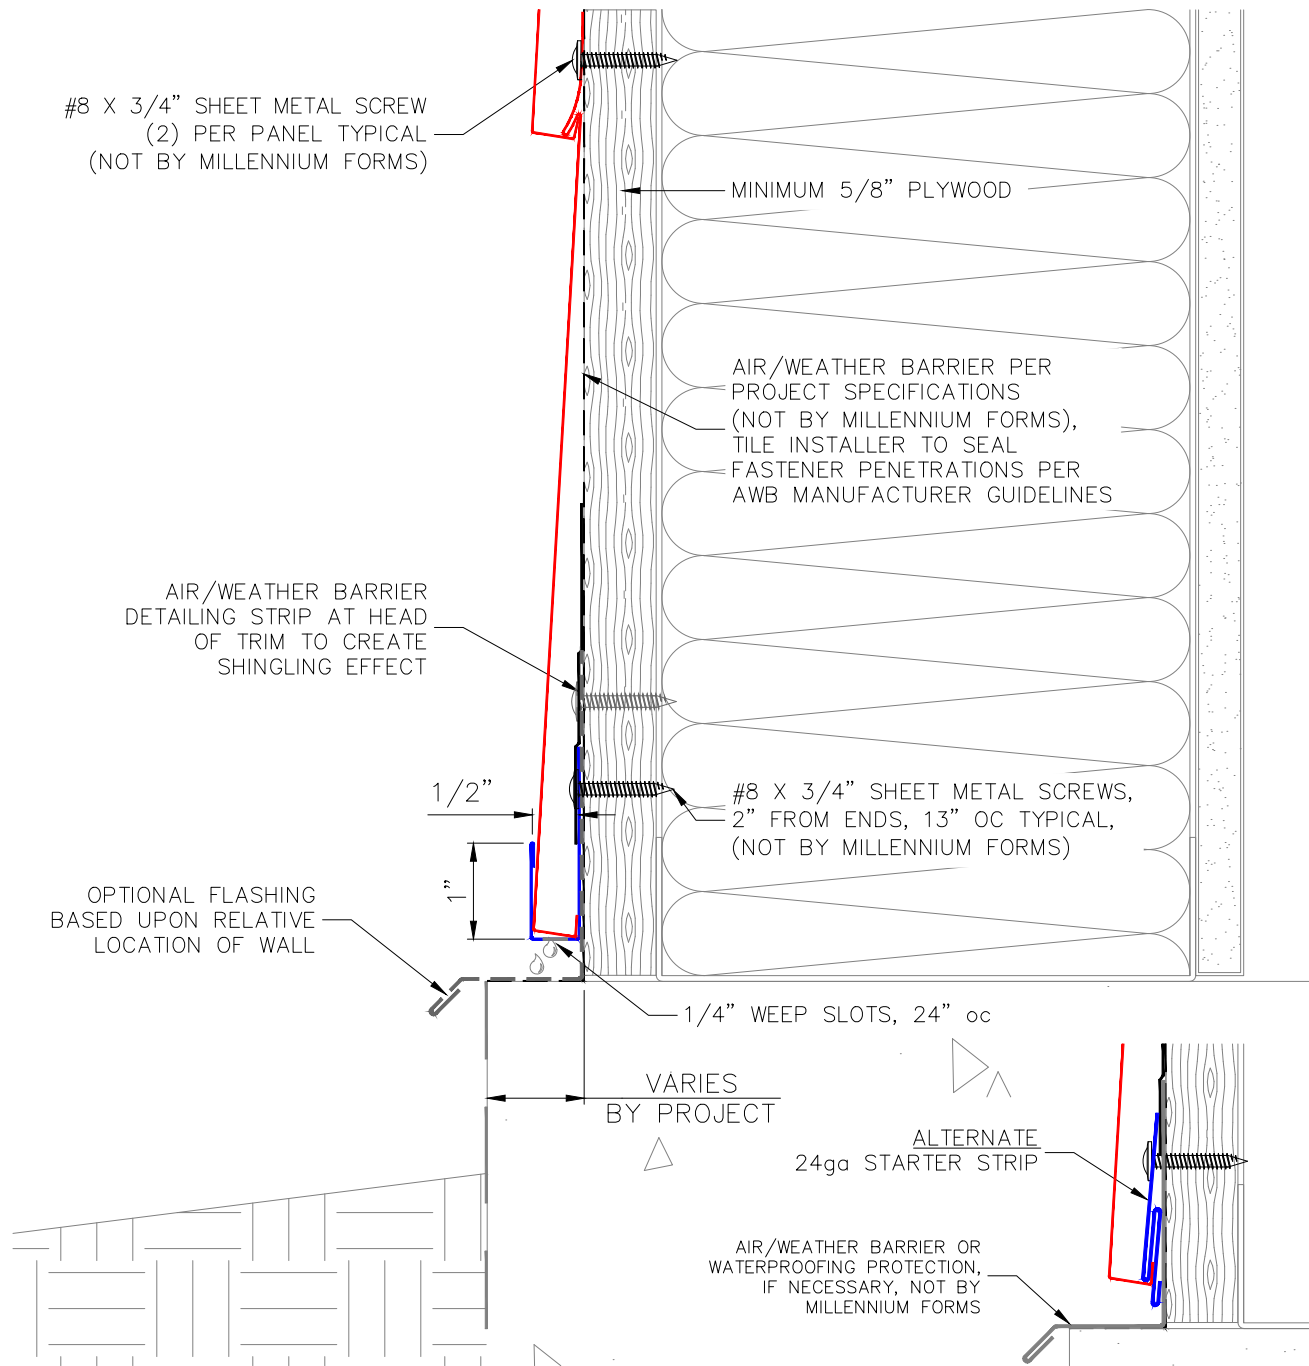 #8 X 3/4” SHEET METAL SCREW
(2) PER PANEL TYPICAL
(NOT BY MILLENNIUM FORMS)
MINIMUM 5/8” PLYWOOD
AIR/WEATHER BARRIER PER
PROJECT SPECIFICATIONS
(NOT BY MILLENNIUM FORMS),
TILE INSTALLER TO SEAL
FASTENER PENETRATIONS PER
AWB MANUFACTURER GUIDELINES
AIR/WEATHER BARRIER
DETAILING STRIP AT HEAD
OF TRIM TO CREATE
SHINGLING EFFECT
1/2”
#8 X 3/4” SHEET METAL SCREWS,
2” FROM ENDS, 13” OC TYPICAL,
(NOT BY MILLENNIUM FORMS)
1”
OPTIONAL FLASHING
BASED UPON RELATIVE
LOCATION OF WALL
1/4” WEEP SLOTS, 24” oc
VARIES
BY PROJECT
ALTERNATE
24ga STARTER STRIP
AIR/WEATHER BARRIER OR
WATERPROOFING PROTECTION,
IF NECESSARY, NOT BY
MILLENNIUM FORMS